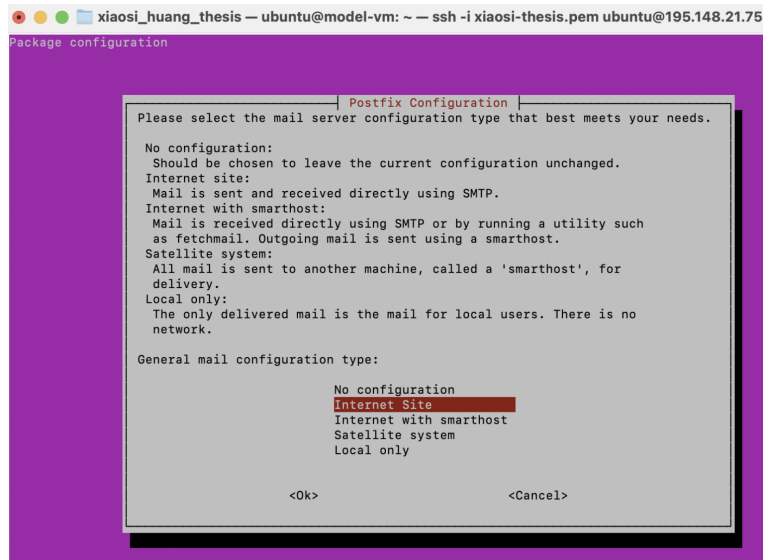 xiaosi_huang_thesis — ubuntu@model-vm: ~ — ssh -i xiaosi-thesis.pem ubuntu@195.148.21.75
Package configuration
Postfix Configuration
Please select the mail server configuration type that best meets your needs.
No configuration:
Should be chosen to leave the current configuration unchanged.
Internet site:
Mail is sent and received directly using SMTP.
Internet with smarthost:
Mail is received directly using SMTP or by running a utility such
as fetchmail. Outgoing mail is sent using a smarthost.
Satellite system:
All mail is sent to another machine, called a 'smarthost', for
delivery.
Local only:
The only delivered mail is the mail for local users. There is no
network.
General mail configuration type:
No configuration
Internet Site
Internet with smarthost
Satellite system
Local only
<Ok> <Cancel>